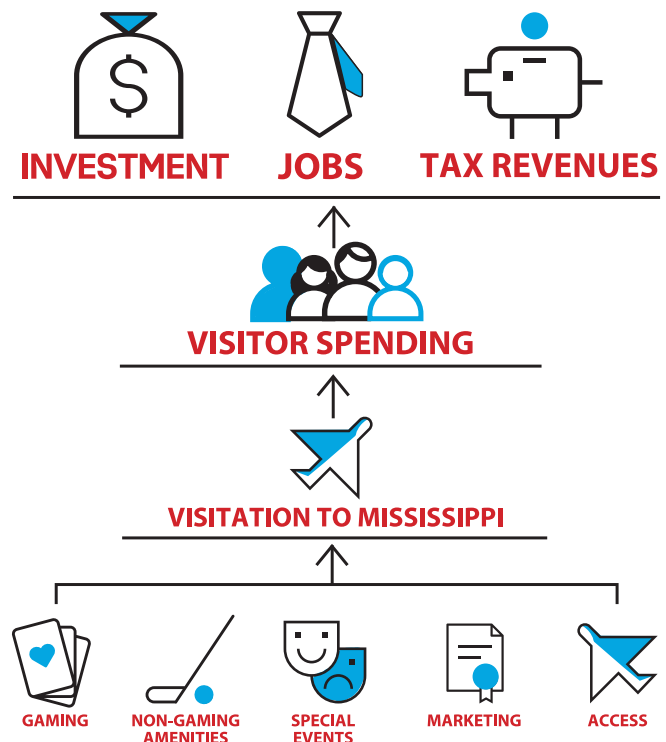 $
INVESTMENT
JOBS
TAX REVENUES
VISITOR SPENDING
VISITATION TO MISSISSIPPI
GAMING
NON-GAMING
AMENITIES
SPECIAL
EVENTS
MARKETING
ACCESS